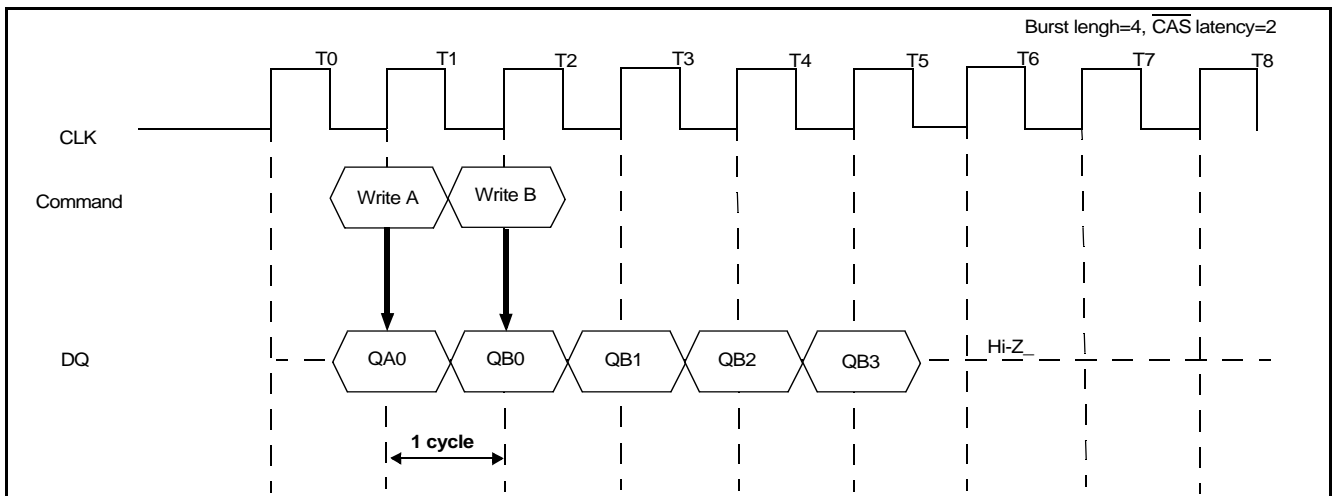 Burst lengh=4, CAS latency=2
T0 T1 T2 T3 T4 T5 T6 T7 T8
CLK
Command Write A Write B
DQ QA0 QB0 QB1 QB2 QB3 Hi-Z_
1 cycle